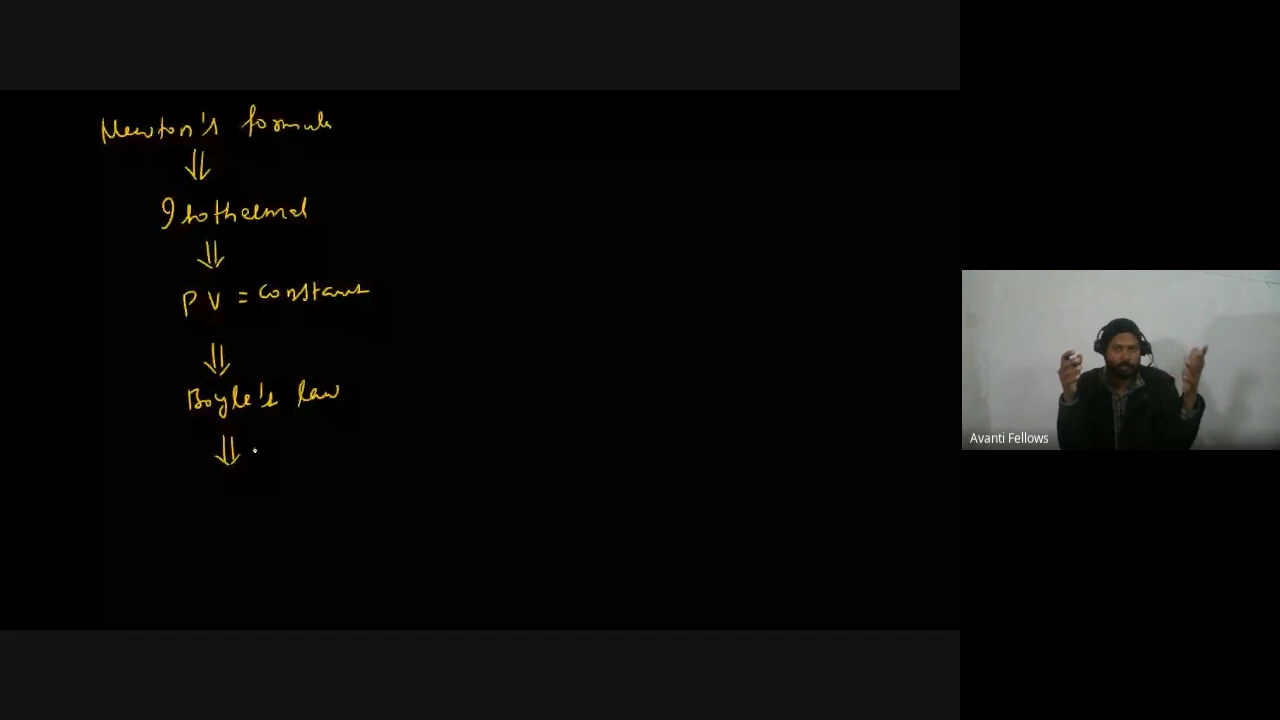 Newton's formula
⇓
Isothermal
⇓
PV = constant
⇓
Boyle's law
⇓
Avanti Fellows